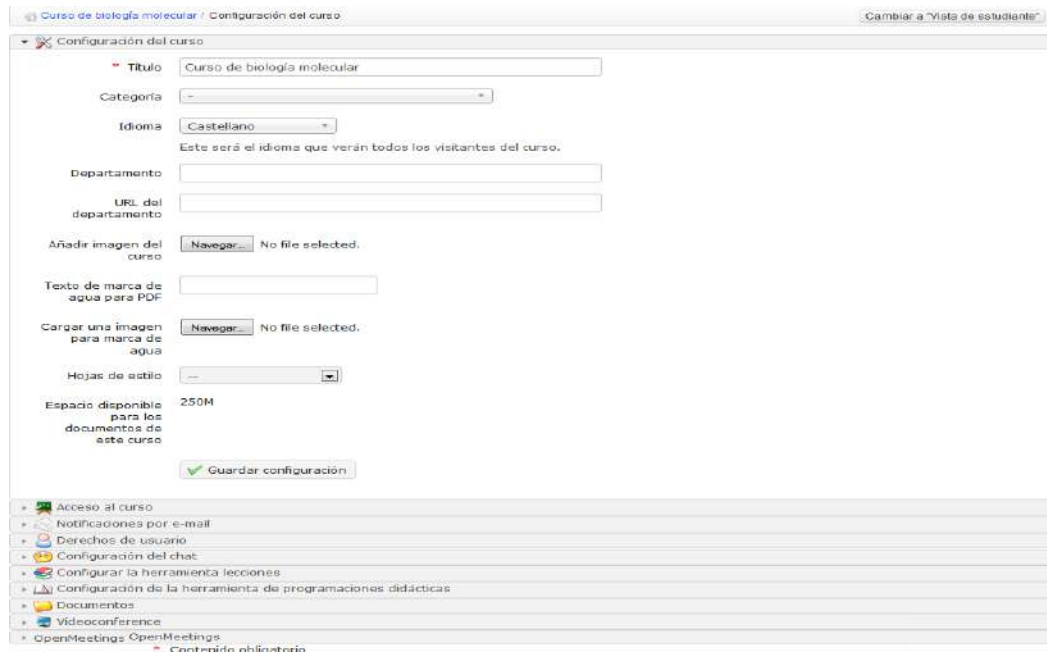 Curso de biología molecular / Configuración del curso
Cambiar a "Vista de estudiante"
Configuración del curso
* Título
Curso de biología molecular
Categoría
-
Idioma
Castellano
Este será el idioma que verán todos los visitantes del curso.
Departamento
URL del
departamento
Añadir imagen del
curso
Navegar... No file selected.
Texto de marca de
agua para PDF
Cargar una imagen
para marca de
agua
Navegar... No file selected.
Hojas de estilo
---
Espacio disponible
para los
documentos de
este curso
250M
Guardar configuración
Acceso al curso
Notificaciones por e-mail
Derechos de usuario
Configuración del chat
Configurar la herramienta lecciones
Configuración de la herramienta de programaciones didácticas
Documentos
Videoconference
OpenMeetings OpenMeetings
* Contenido obligatorio